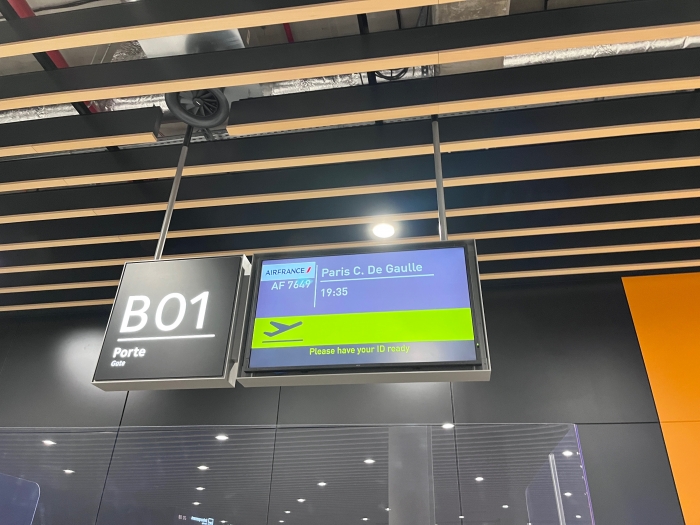 B01
Porte
Gate
AIRFRANCE
AF 7649
Paris C. De Gaulle
19:35
Please have your ID ready